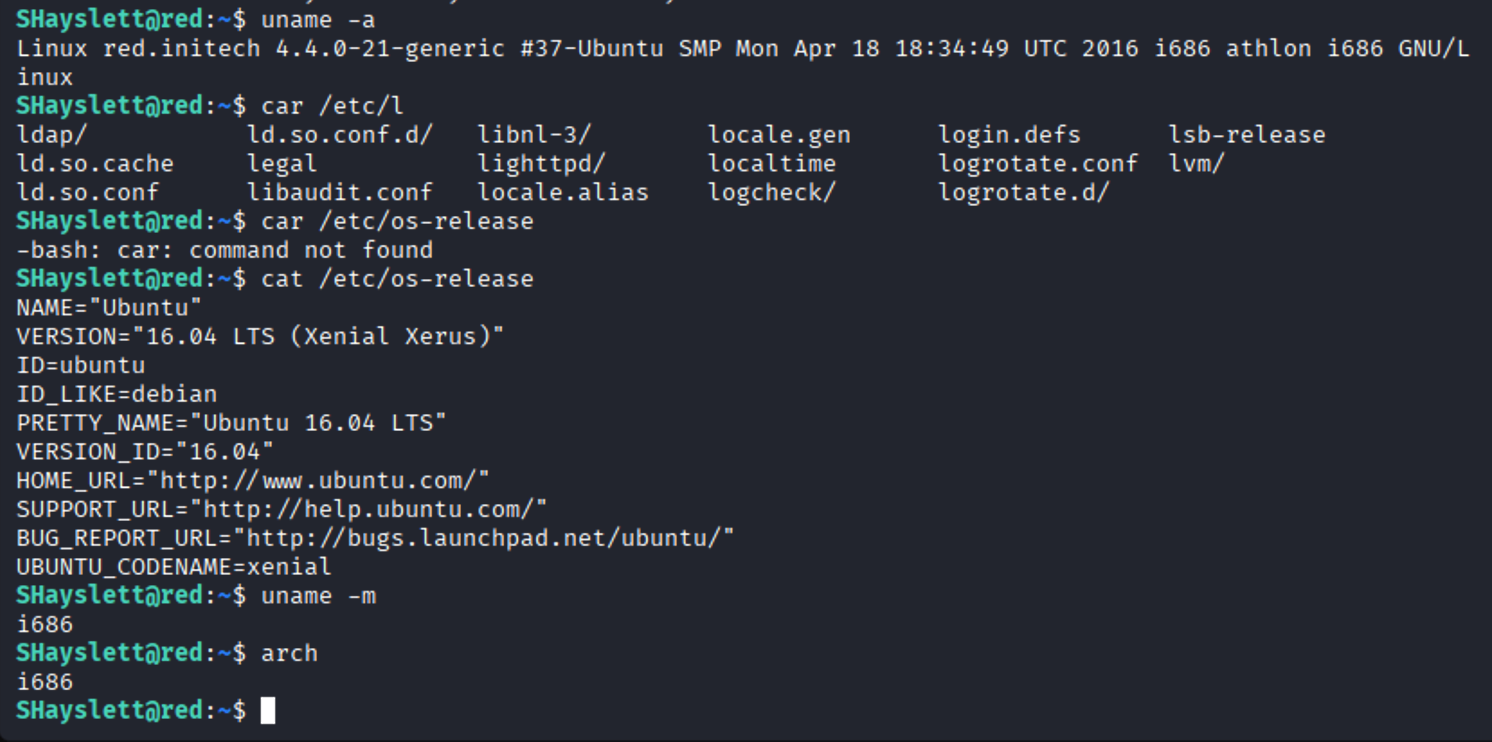 SHayslett@red:~$ uname -a
Linux red.initech 4.4.0-21-generic #37-Ubuntu SMP Mon Apr 18 18:34:49 UTC 2016 i686 athlon i686 GNU/L
inux
SHayslett@red:~$ car /etc/l
ldap/ ld.so.conf.d/ libnl-3/ locale.gen login.defs lsb-release
ld.so.cache legal lighttpd/ localtime logrotate.conf lvm/
ld.so.conf libaudit.conf locale.alias logcheck/ logrotate.d/
SHayslett@red:~$ car /etc/os-release
-bash: car: command not found
SHayslett@red:~$ cat /etc/os-release
NAME="Ubuntu"
VERSION="16.04 LTS (Xenial Xerus)"
ID=ubuntu
ID_LIKE=debian
PRETTY_NAME="Ubuntu 16.04 LTS"
VERSION_ID="16.04"
HOME_URL="http://www.ubuntu.com/"
SUPPORT_URL="http://help.ubuntu.com/"
BUG_REPORT_URL="http://bugs.launchpad.net/ubuntu/"
UBUNTU_CODENAME=xenial
SHayslett@red:~$ uname -m
i686
SHayslett@red:~$ arch
i686
SHayslett@red:~$